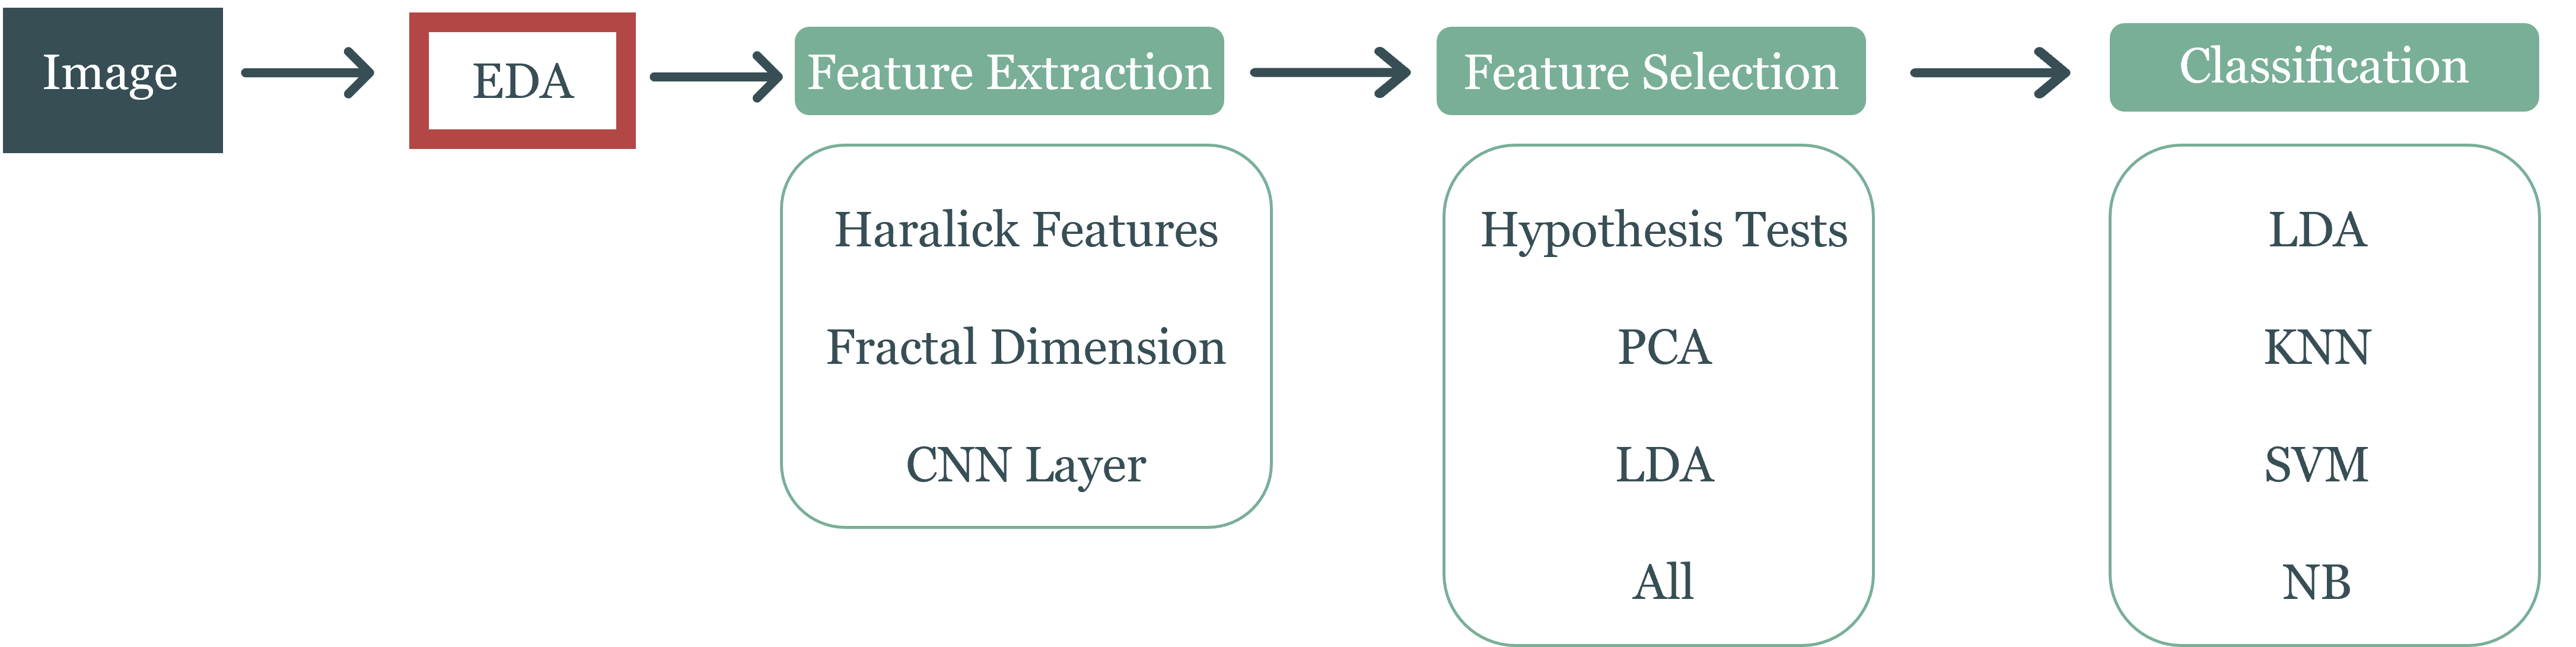 Image
EDA
Feature Extraction
Feature Selection
Classification
Haralick Features
Fractal Dimension
CNN Layer
Hypothesis Tests
PCA
LDA
All
LDA
KNN
SVM
NB